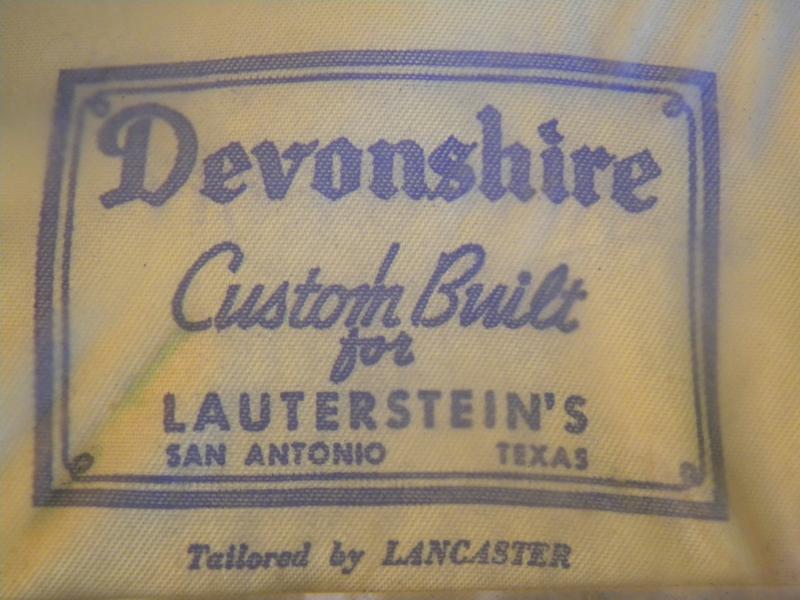 Devonshire
Custom Built
for
LAUTERSTEIN'S
SAN ANTONIO TEXAS
Tailored by LANCASTER